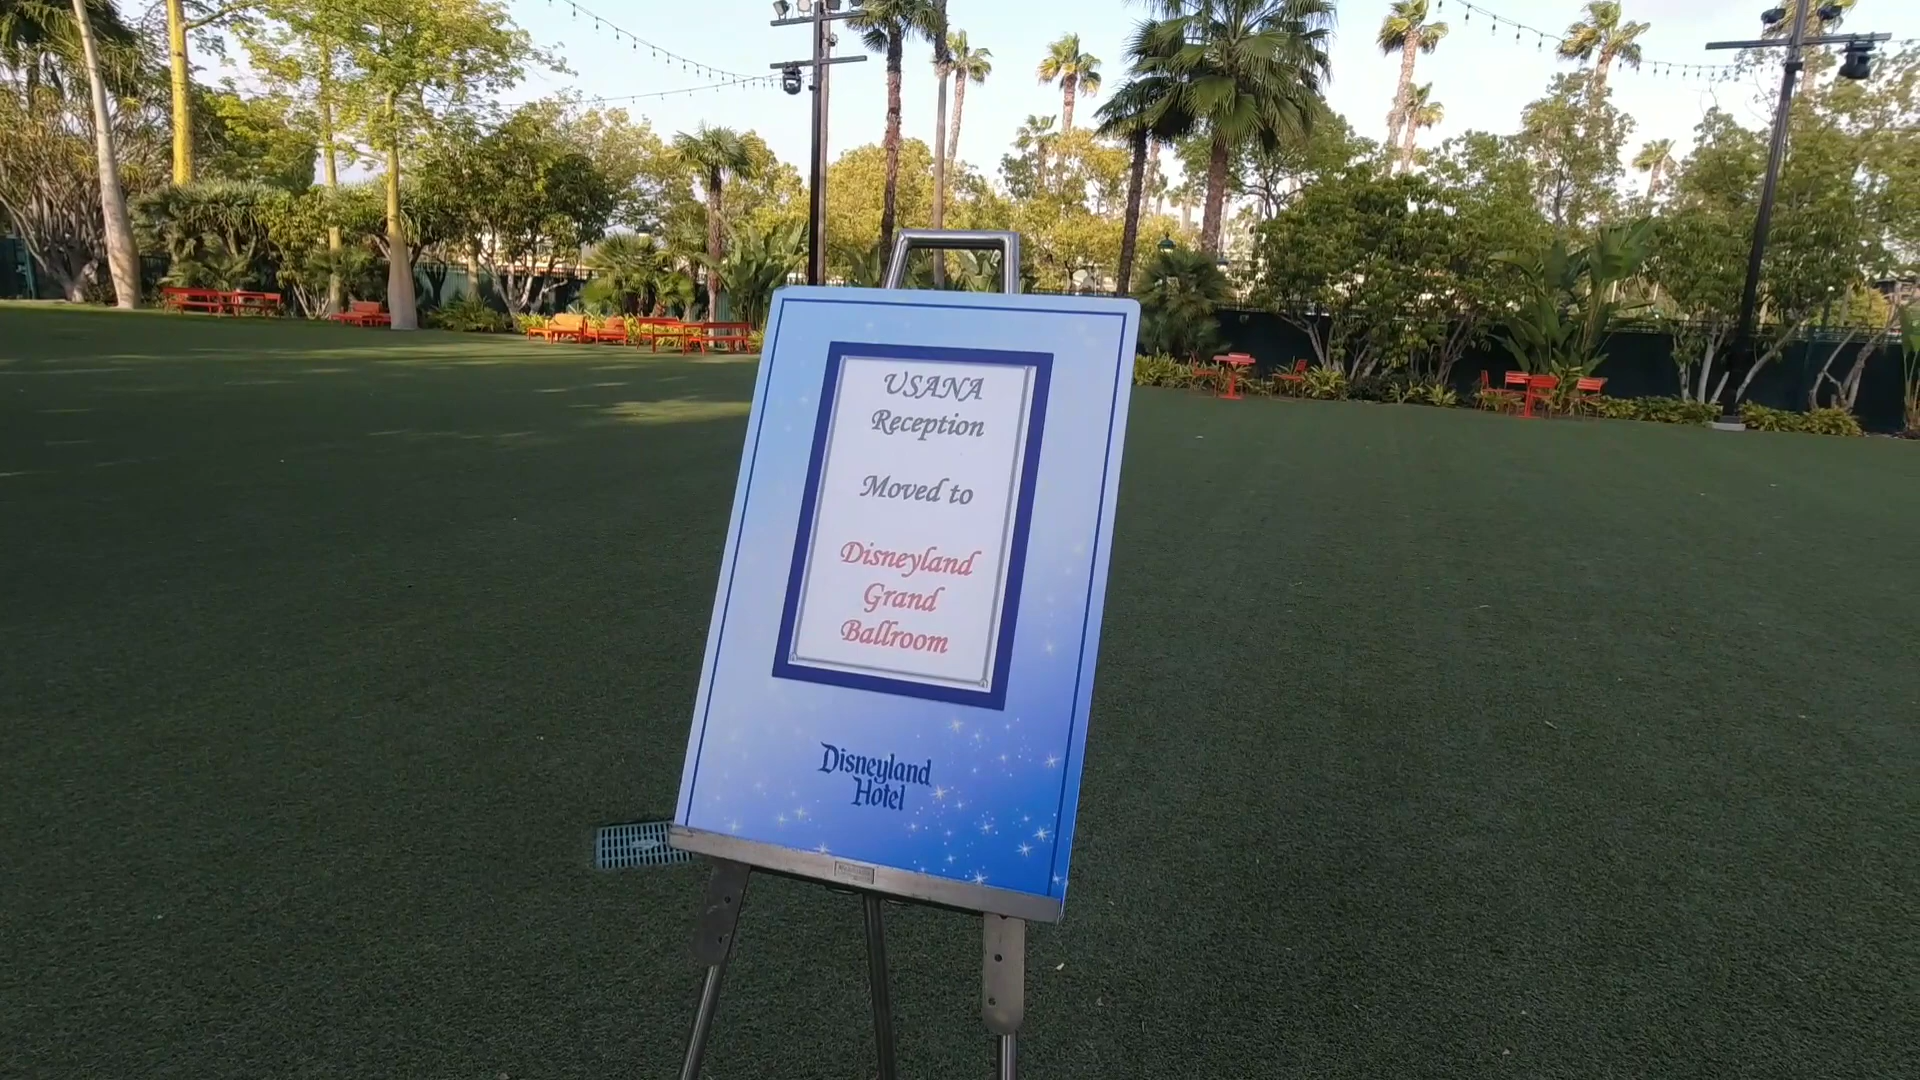 USANA
Reception
Moved to
Disneyland
Grand
Ballroom
Disneyland
Hotel